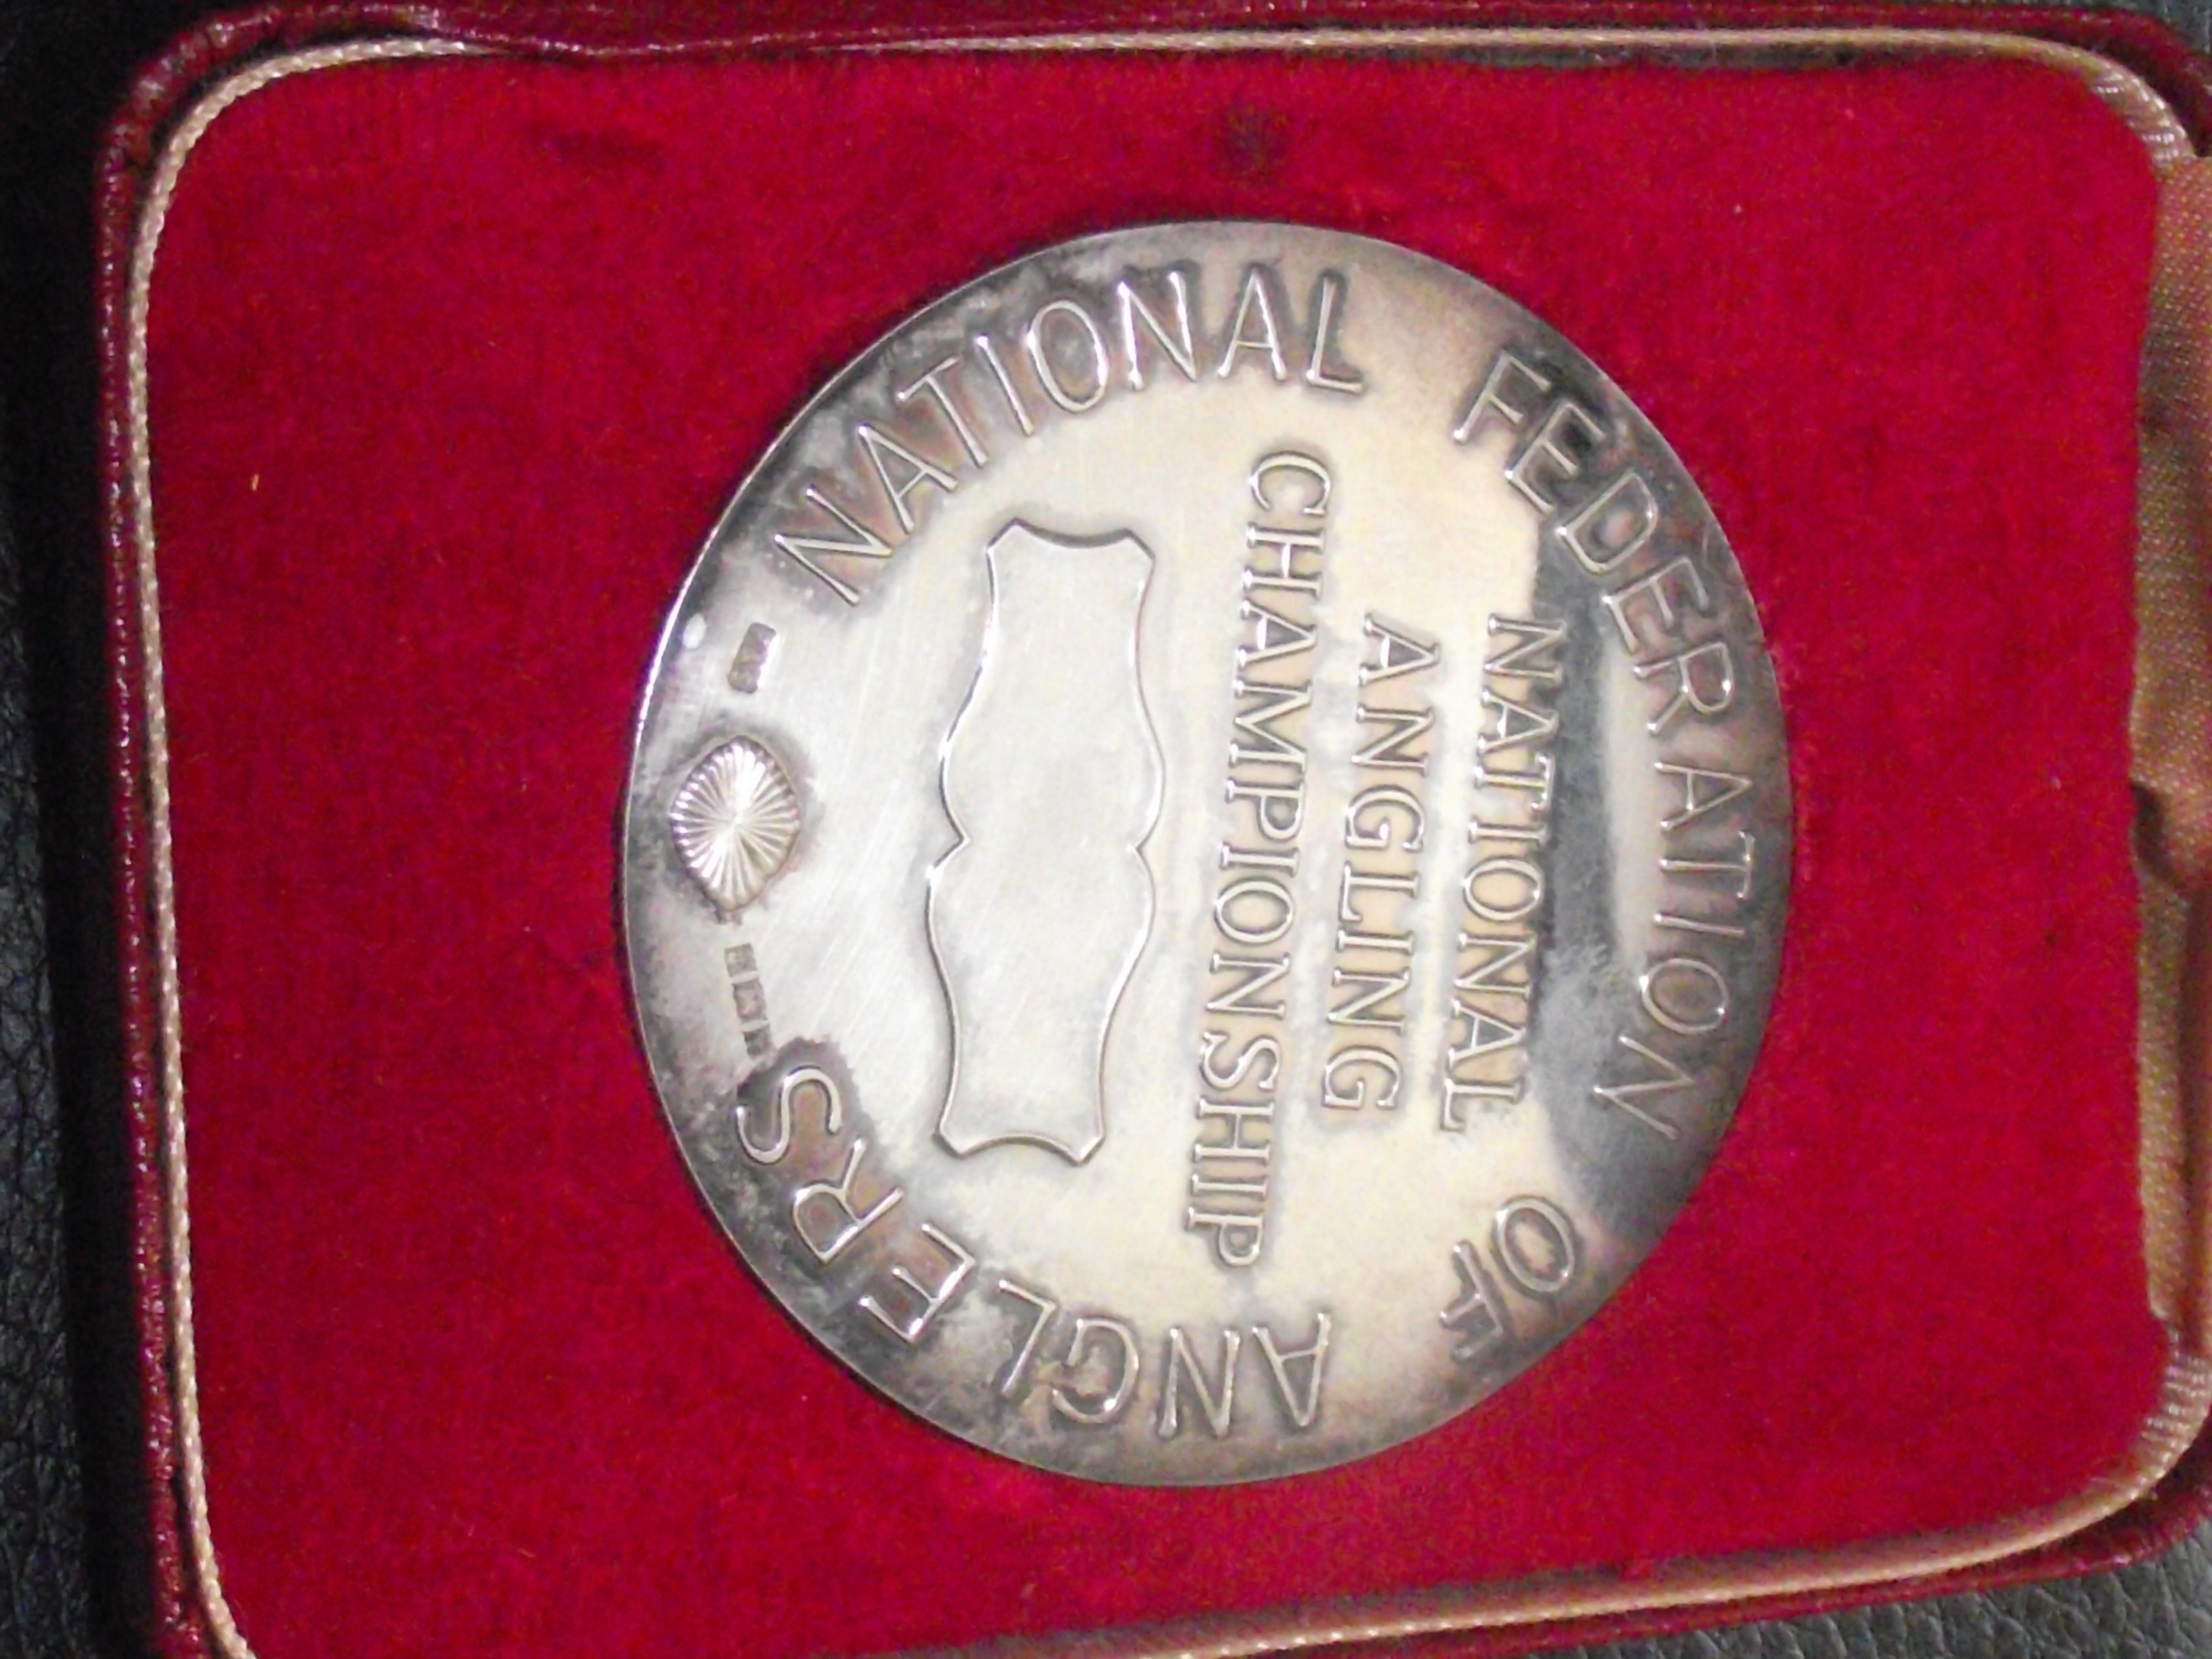 NATIONAL FEDERATION OF ANGLERS
NATIONAL
ANGLING
CHAMPIONSHIP